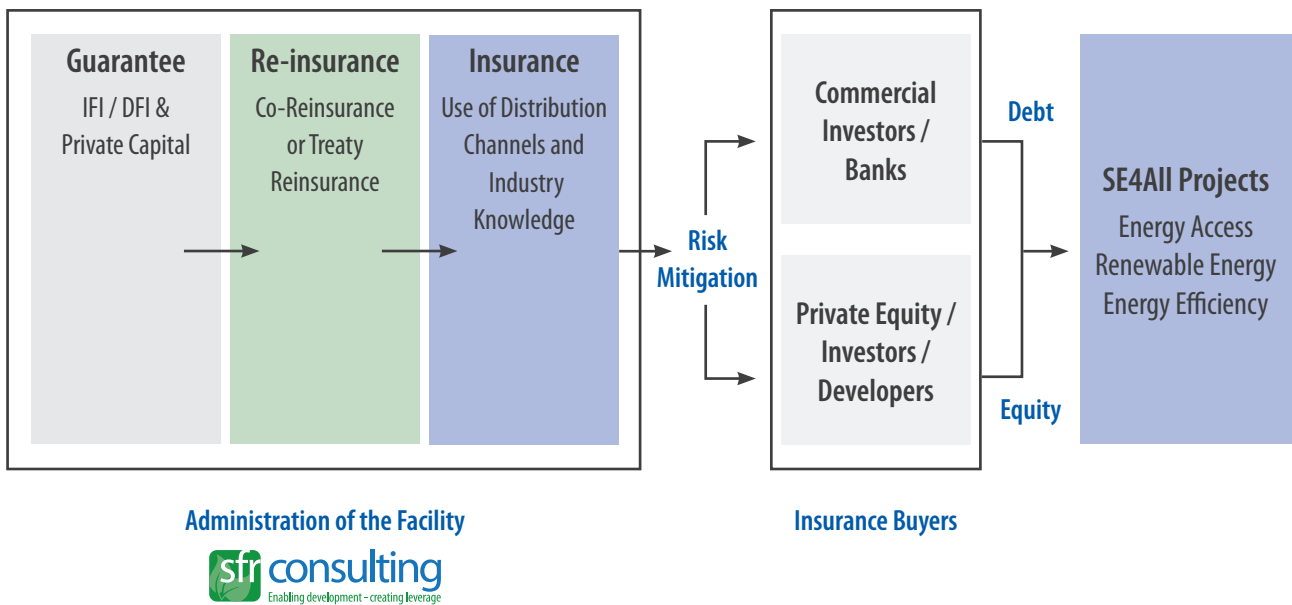 Guarantee
IFI / DFI &
Private Capital
Re-insurance
Co-Reinsurance
or Treaty
Reinsurance
Insurance
Use of Distribution
Channels and
Industry
Knowledge
Risk
Mitigation
Commercial
Investors /
Banks
Private Equity /
Investors /
Developers
Debt
Equity
SE4All Projects
Energy Access
Renewable Energy
Energy Efficiency
Administration of the Facility
Insurance Buyers
sfr consulting
Enabling development – creating leverage